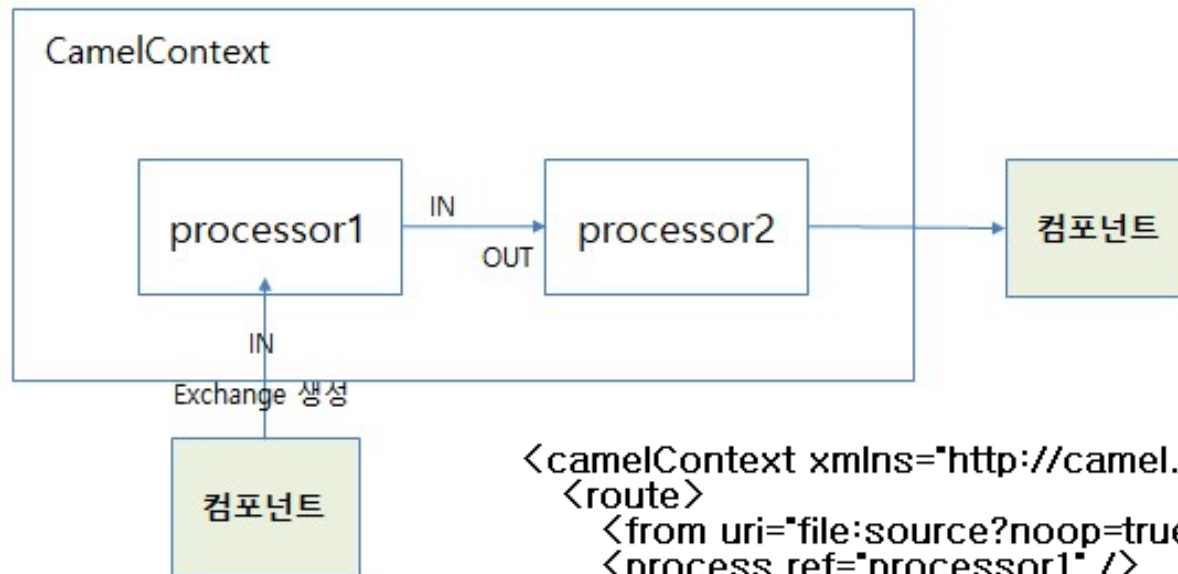 CamelContext
processor1
IN
OUT
processor2
컴포넌트
IN
Exchange 생성
컴포넌트
<camelContext xmlns="http://camel.
<route>
<from uri="file:source?noop=true
<process ref="processor1" />